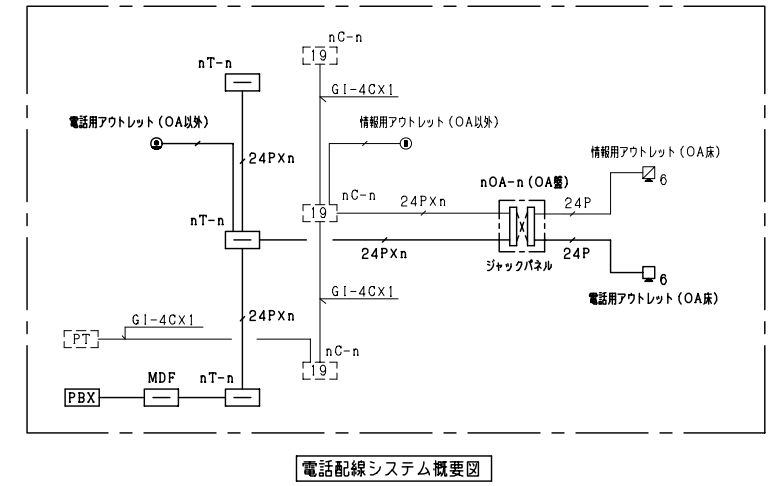 nC-n
19
nT-n
GI-4CX1
電話用アウトレット(OA以外)
情報用アウトレット(OA以外)
24PXn
情報用アウトレット(OA床)
6
nOA-n(OA盤)
nC-n
24PXn
24P
nT-n
19
24PXn
24P
ジャックパネル
6
電話用アウトレット(OA床)
GI-4CX1
24PXn
GI-4CX1
PT
nC-n
19
MDF
nT-n
PBX
電話配線システム概要図